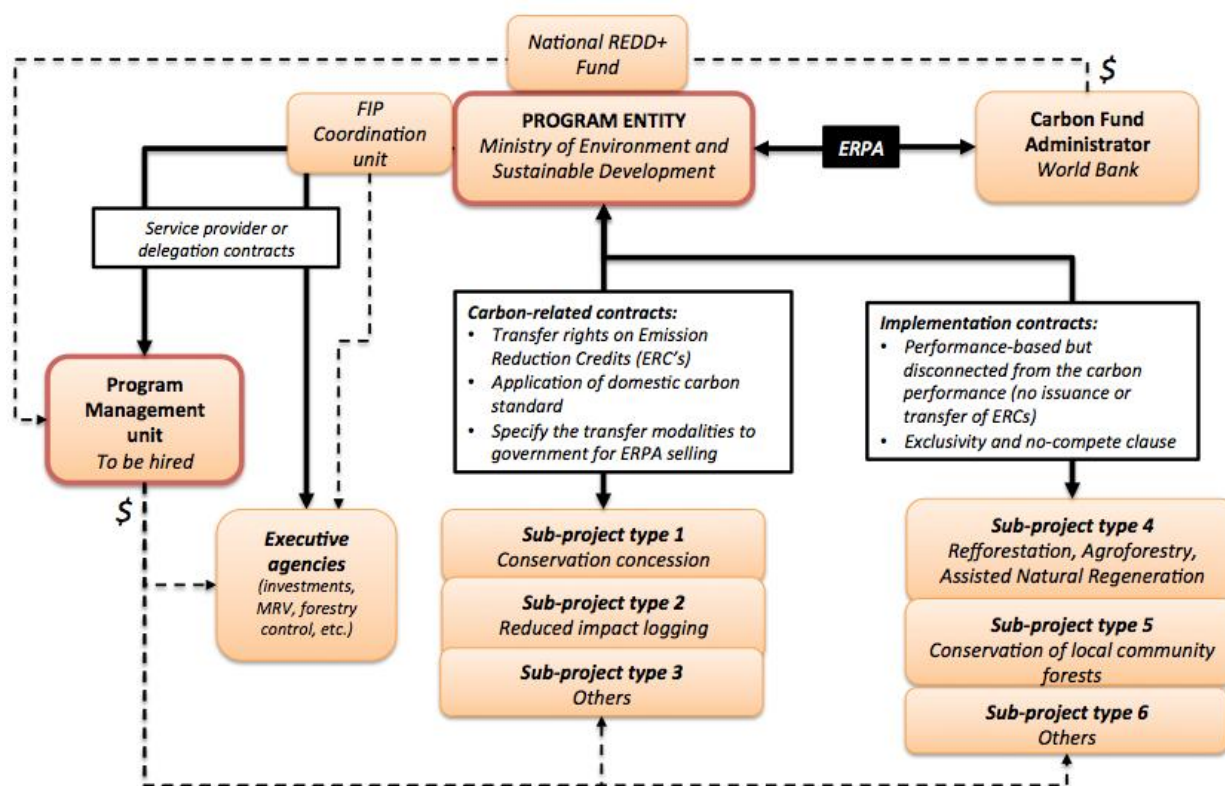 National REDD+
Fund
$
FIP
Coordination
unit
PROGRAM ENTITY
Ministry of Environment and
Sustainable Development
ERPA
Carbon Fund
Administrator
World Bank
Service provider or
delegation contracts
Carbon-related contracts:
• Transfer rights on Emission
Reduction Credits (ERC's)
• Application of domestic carbon
standard
• Specify the transfer modalities to
government for ERPA selling
Implementation contracts:
• Performance-based but
disconnected from the carbon
performance (no issuance or
transfer of ERCs)
• Exclusivity and no-compete clause
Program
Management
unit
To be hired
$
Executive
agencies
(investments,
MRV, forestry
control, etc.)
Sub-project type 1
Conservation concession
Sub-project type 2
Reduced impact logging
Sub-project type 3
Others
Sub-project type 4
Refforestation, Agroforestry,
Assisted Natural Regeneration
Sub-project type 5
Conservation of local community
forests
Sub-project type 6
Others